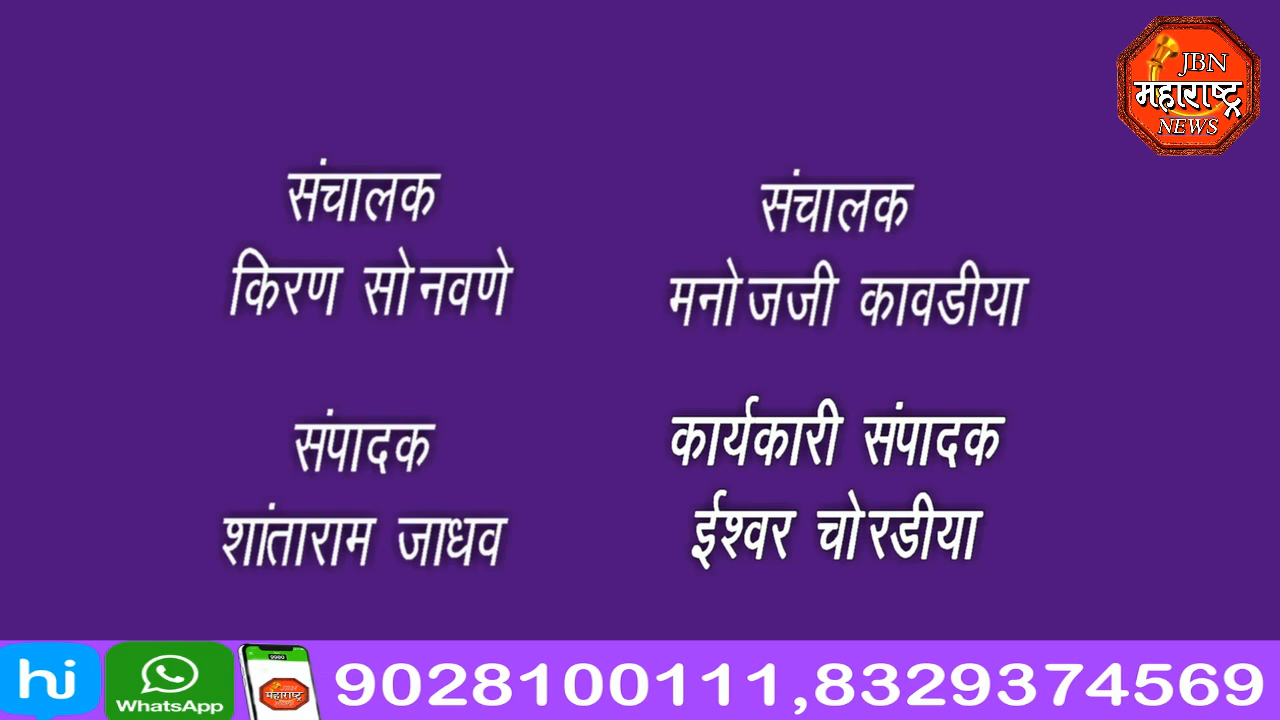 JBN
महाराष्ट्र
NEWS
संचालक
किरण सोनवणे
संचालक
मनोजजी कावडीया
संपादक
शांताराम जाधव
कार्यकारी संपादक
ईश्वर चोरडीया
hi
WhatsApp
महाराष्ट्र
9028100111,8329374569